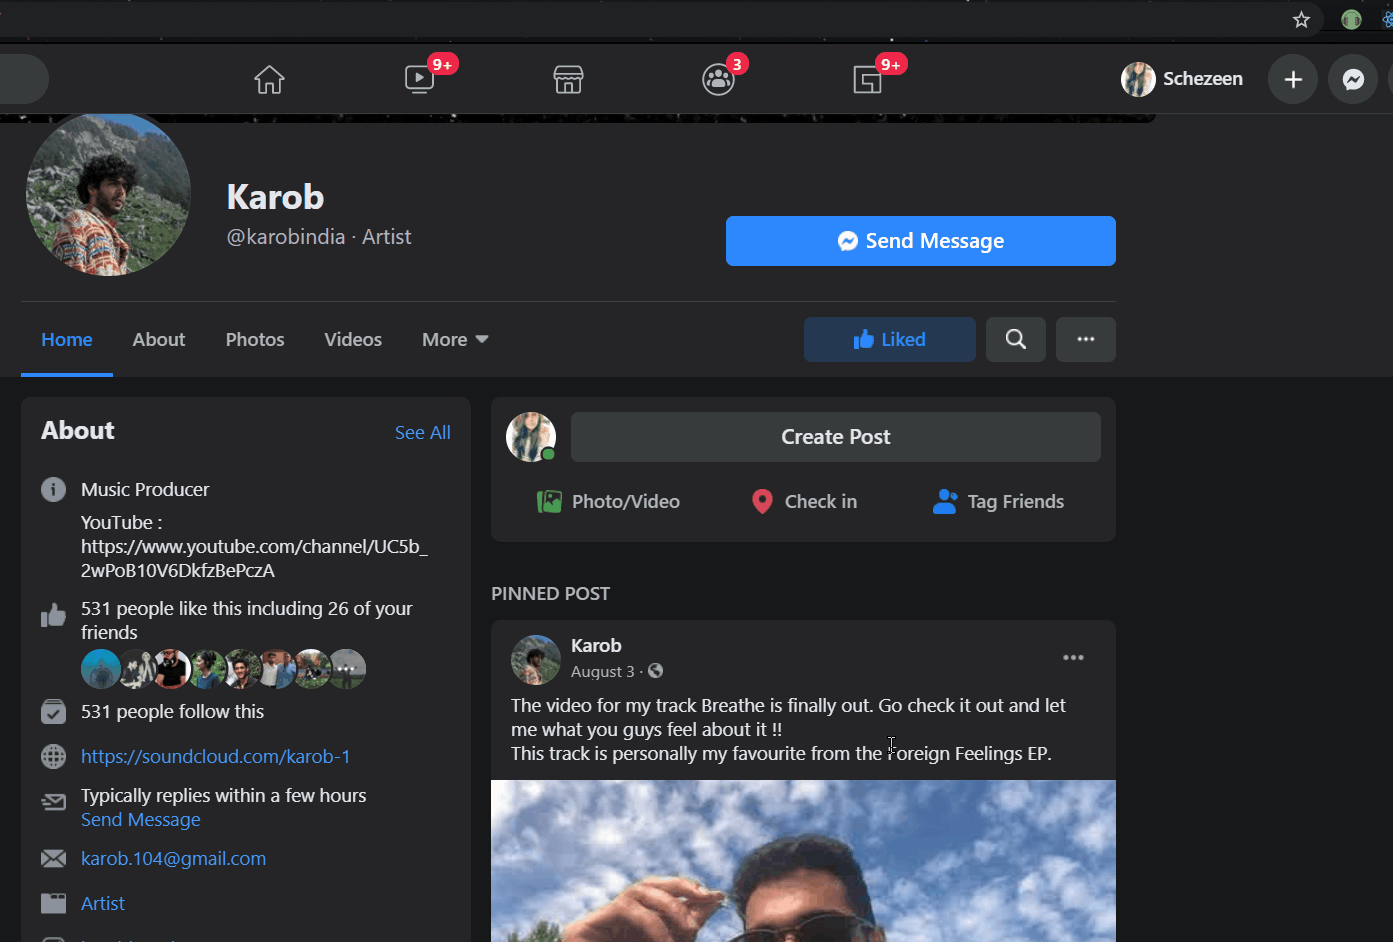 9+
3
9+
Schezeen
Karob
@karobindia · Artist
Send Message
Home
About
Photos
Videos
More
Liked
About
See All
Music Producer
YouTube :
https://www.youtube.com/channel/UC5b_
2wPoB10V6DkfzBePczA
531 people like this including 26 of your
friends
531 people follow this
https://soundcloud.com/karob-1
Typically replies within a few hours
Send Message
karob.104@gmail.com
Artist
Create Post
Photo/Video
Check in
Tag Friends
PINNED POST
Karob
August 3 ·
The video for my track Breathe is finally out. Go check it out and let
me what you guys feel about it !!
This track is personally my favourite from the Foreign Feelings EP.